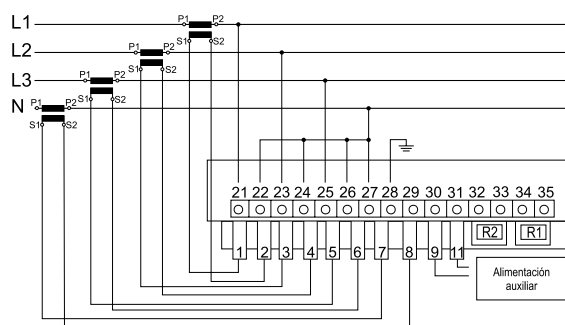 L1 P1 P2
S1 S2
L2 P1 P2
S1 S2
L3 P1 P2
S1 S2
N P1 P2
S1 S2
21 22 23 24 25 26 27 28 29 30 31 32 33 34 35
R2 R1
1 2 3 4 5 6 7 8 9 10 11
Alimentación
auxiliar